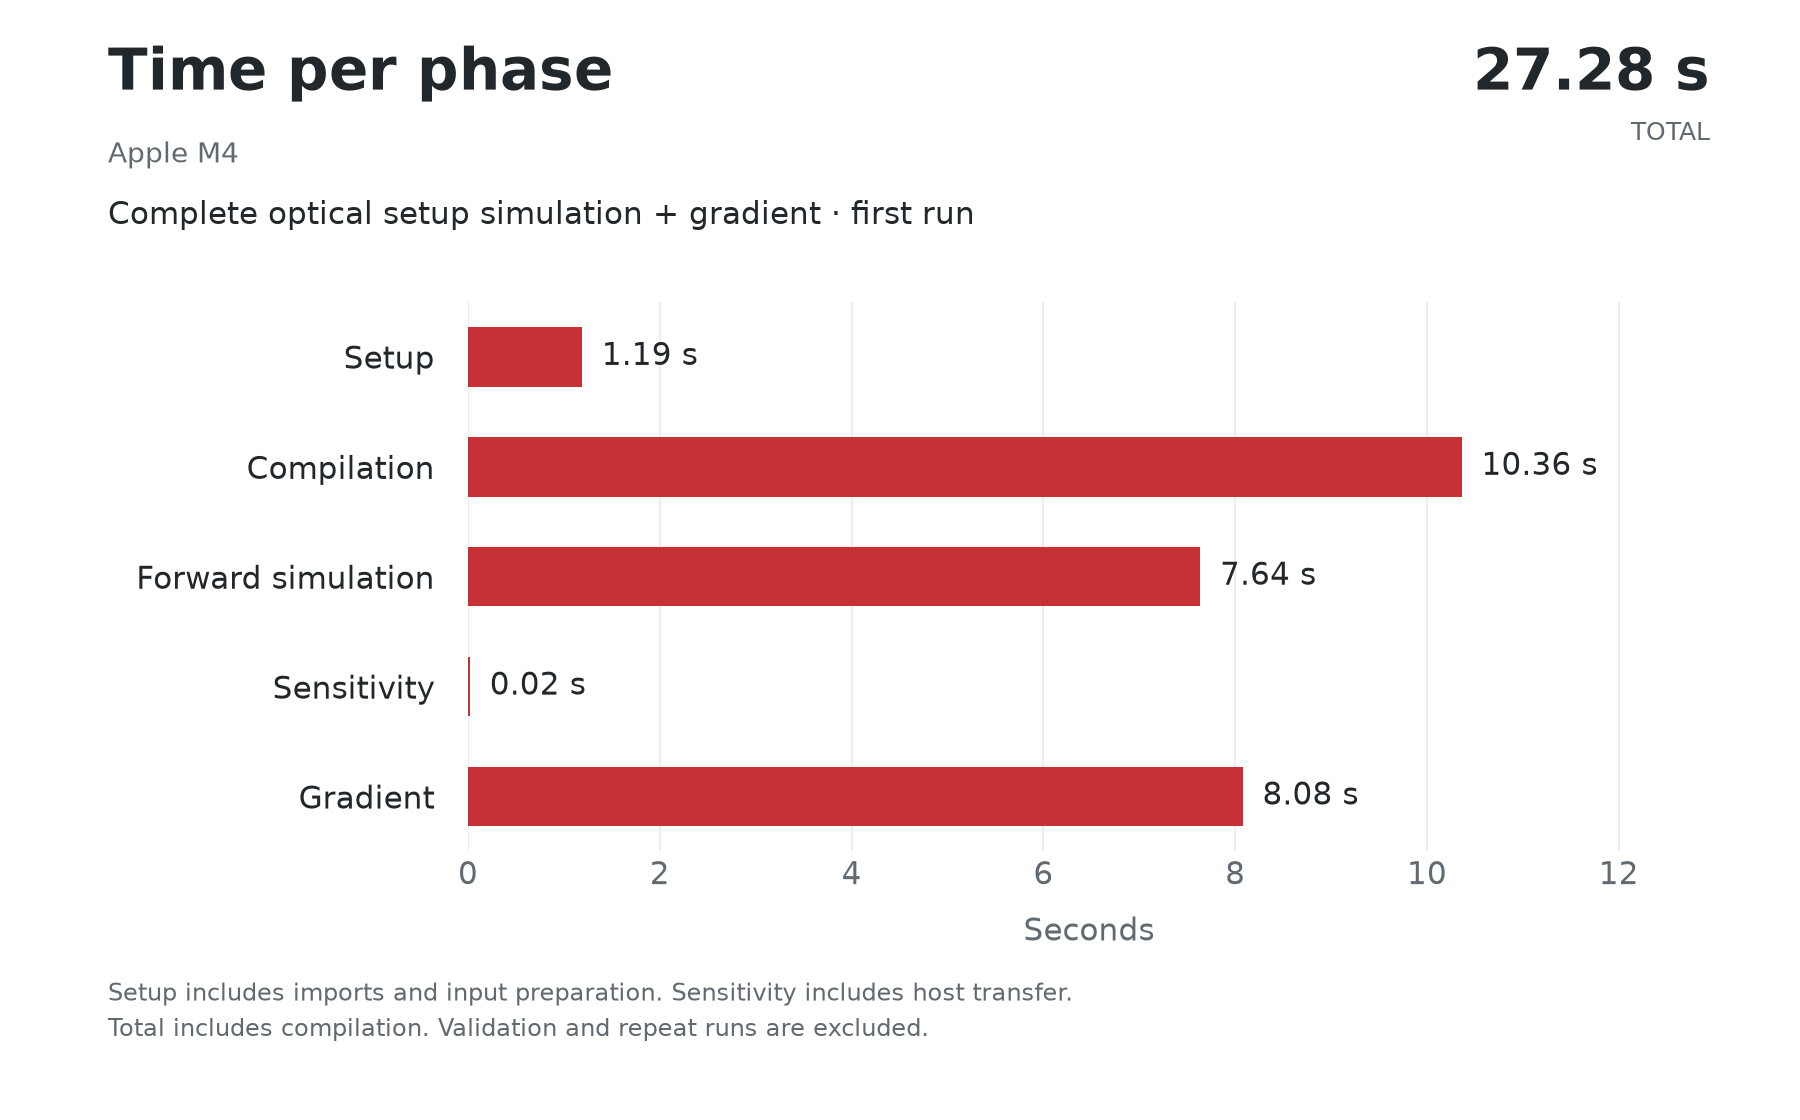 Time per phase
27.28 s
TOTAL
Apple M4
Complete optical setup simulation + gradient · first run
Setup
1.19 s
Compilation
10.36 s
Forward simulation
7.64 s
Sensitivity
0.02 s
Gradient
8.08 s
0 2 4 6 8 10 12
Seconds
Setup includes imports and input preparation. Sensitivity includes host transfer.
Total includes compilation. Validation and repeat runs are excluded.